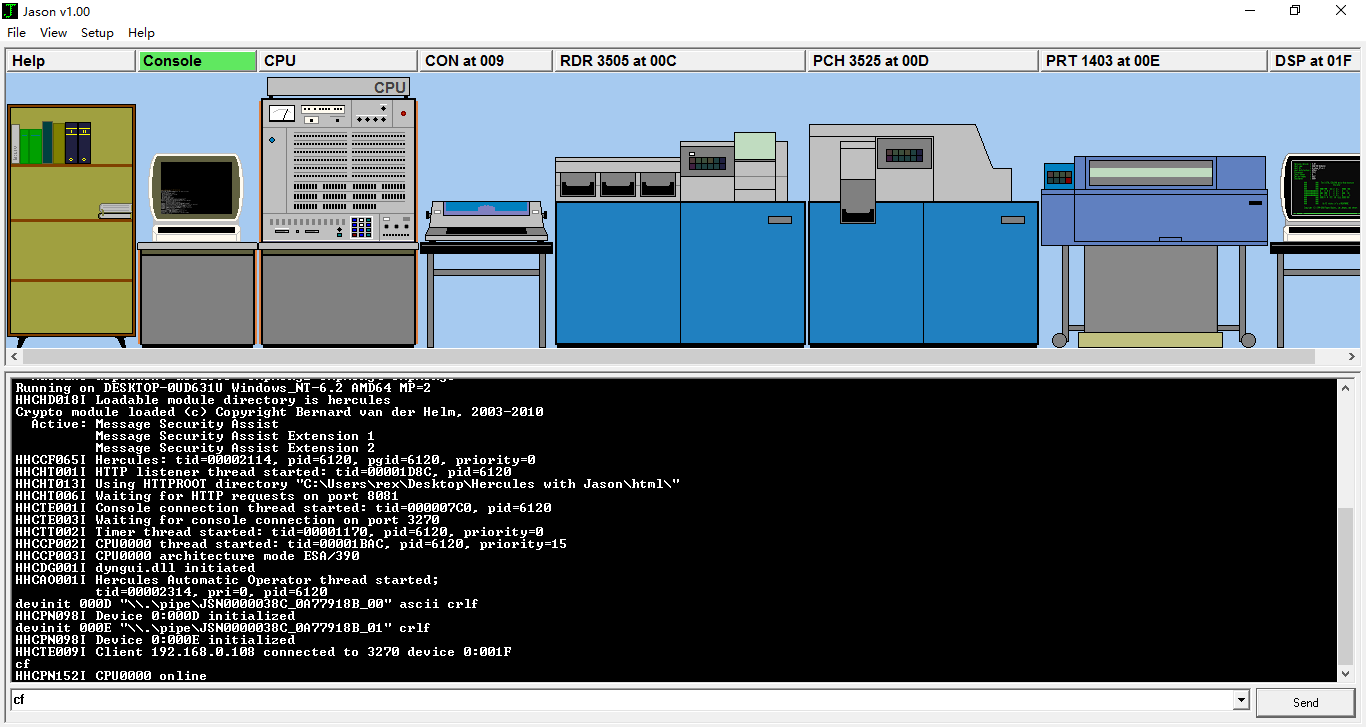 Jason v1.00
File View Setup Help
Help Console CPU CON at 009 RDR 3505 at 00C PCH 3525 at 00D PRT 1403 at 00E DSP at 01F
CPU
HERCULES
Running on DESKTOP-0UD631U Windows_NT-6.2 AMD64 MP=2
HHCHD018I Loadable module directory is hercules
Crypto module loaded (c) Copyright Bernard van der Helm, 2003-2010
Active: Message Security Assist
Message Security Assist Extension 1
Message Security Assist Extension 2
HHCCF065I Hercules: tid=00002114, pid=6120, pgid=6120, priority=0
HHCHT001I HTTP listener thread started: tid=00001D8C, pid=6120
HHCHT013I Using HTTPROOT directory "C:\Users\rex\Desktop\Hercules with Jason\html\"
HHCHT006I Waiting for HTTP requests on port 8081
HHCTE001I Console connection thread started: tid=000007C0, pid=6120
HHCTE003I Waiting for console connection on port 3270
HHCTT002I Timer thread started: tid=00001170, pid=6120, priority=0
HHCCP002I CPU0000 thread started: tid=00001BAC, pid=6120, priority=15
HHCCP003I CPU0000 architecture mode ESA/390
HHCDG001I dyngui.dll initiated
HHCAO001I Hercules Automatic Operator thread started;
tid=00002314, pri=0, pid=6120
devinit 000D "\\.\pipe\JSN0000038C_0A77918B_00" ascii crlf
HHCPN098I Device 0:000D initialized
devinit 000E "\\.\pipe\JSN0000038C_0A77918B_01" crlf
HHCPN098I Device 0:000E initialized
HHCTE009I Client 192.168.0.108 connected to 3270 device 0:001F
cf
HHCPN152I CPU0000 online
cf
Send